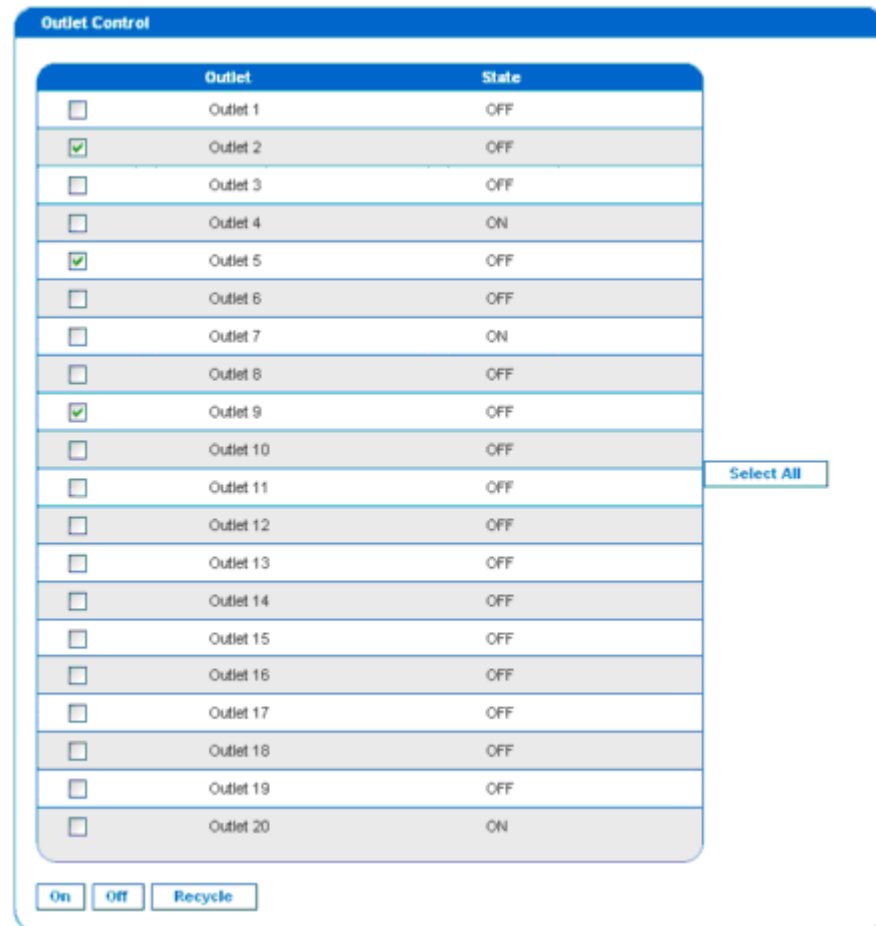 Outlet Control
Outlet State
Outlet 1 OFF
Outlet 2 OFF
Outlet 3 OFF
Outlet 4 ON
Outlet 5 OFF
Outlet 6 OFF
Outlet 7 ON
Outlet 8 OFF
Outlet 9 OFF
Outlet 10 OFF
Outlet 11 OFF
Select All
Outlet 12 OFF
Outlet 13 OFF
Outlet 14 OFF
Outlet 15 OFF
Outlet 16 OFF
Outlet 17 OFF
Outlet 18 OFF
Outlet 19 OFF
Outlet 20 ON
On Off Recycle